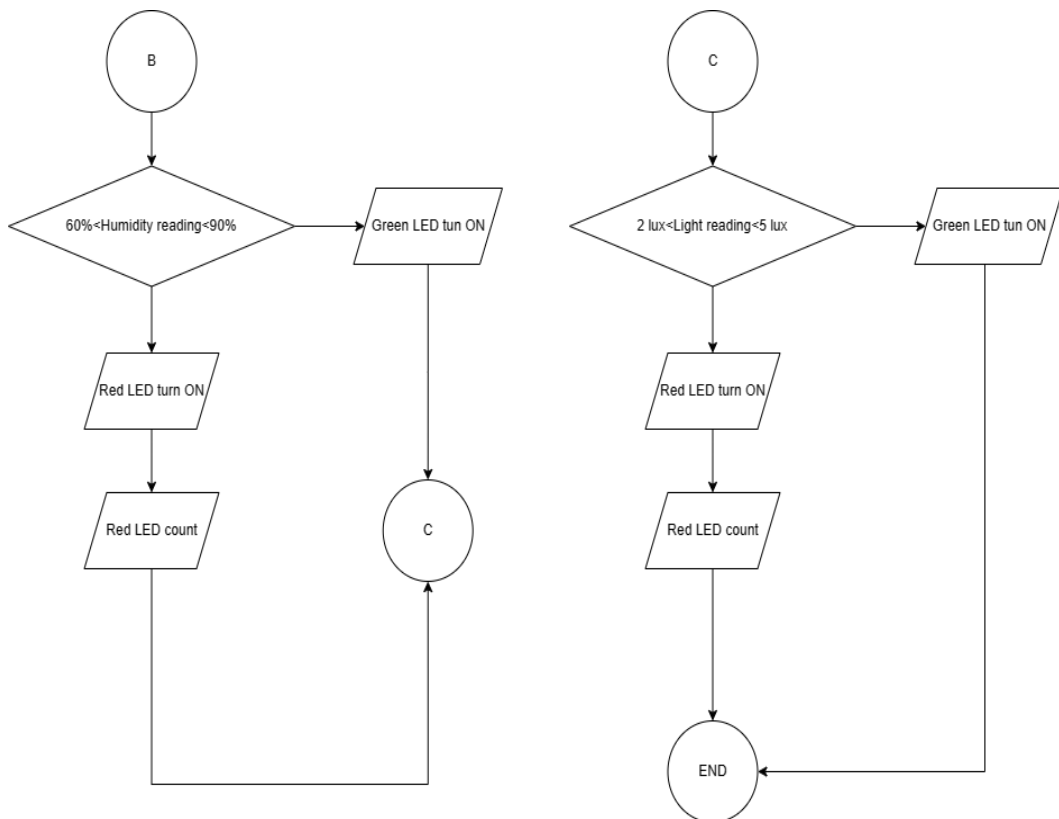 B
60%<Humidity reading<90%
Green LED tun ON
Red LED turn ON
Red LED count
C
C
2 lux<Light reading<5 lux
Green LED tun ON
Red LED turn ON
Red LED count
END